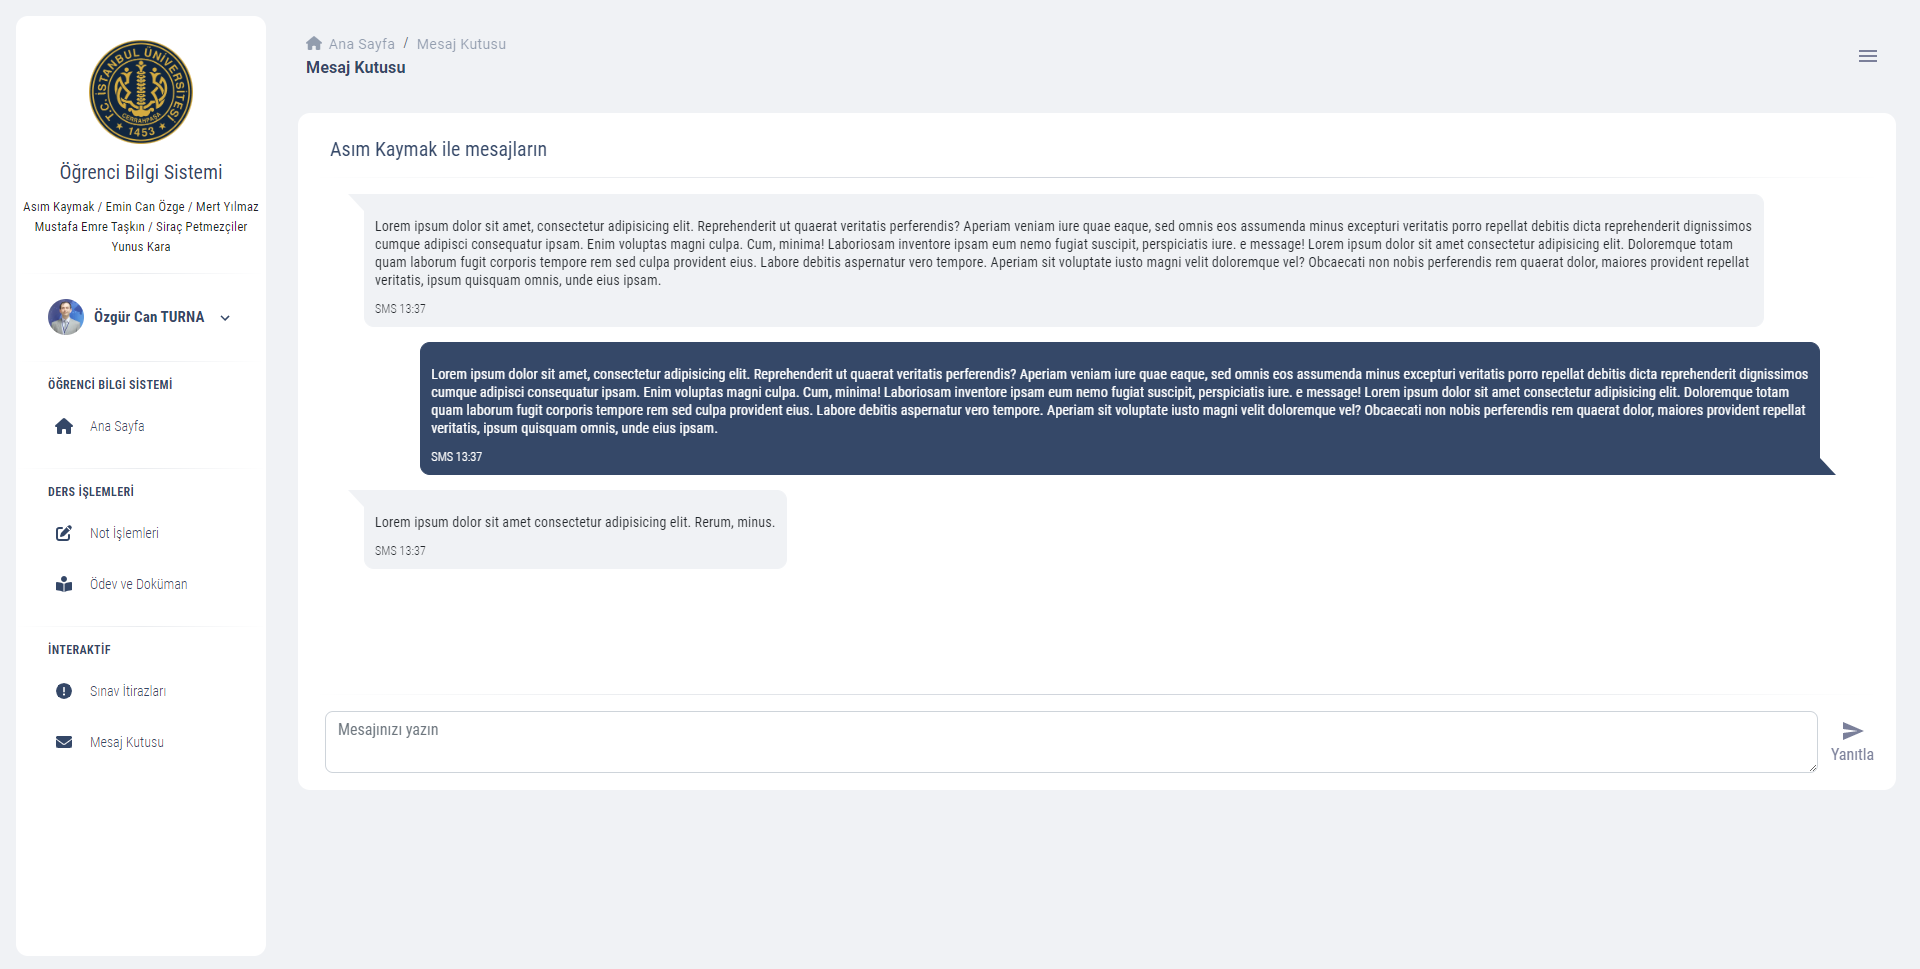 T.C. İSTANBUL ÜNİVERSİTESİ
CERRAHPAŞA
★ 1453 ★
Öğrenci Bilgi Sistemi
Asım Kaymak / Emin Can Özge / Mert Yılmaz
Mustafa Emre Taşkın / Siraç Petmezçiler
Yunus Kara
Özgür Can TURNA
ÖĞRENCİ BİLGİ SİSTEMİ
Ana Sayfa
DERS İŞLEMLERİ
Not İşlemleri
Ödev ve Doküman
İNTERAKTİF
Sınav İtirazları
Mesaj Kutusu
Ana Sayfa / Mesaj Kutusu
Mesaj Kutusu
Asım Kaymak ile mesajların
Lorem ipsum dolor sit amet, consectetur adipisicing elit. Reprehenderit ut quaerat veritatis perferendis? Aperiam veniam iure quae eaque, sed omnis eos assumenda minus excepturi veritatis porro repellat debitis dicta reprehenderit dignissimos
cumque adipisci consequatur ipsam. Enim voluptas magni culpa. Cum, minima! Laboriosam inventore ipsam eum nemo fugiat suscipit, perspiciatis iure. e message! Lorem ipsum dolor sit amet consectetur adipisicing elit. Doloremque totam
quam laborum fugit corporis tempore rem sed culpa provident eius. Labore debitis aspernatur vero tempore. Aperiam sit voluptate iusto magni velit doloremque vel? Obcaecati non nobis perferendis rem quaerat dolor, maiores provident repellat
veritatis, ipsum quisquam omnis, unde eius ipsam.
SMS 13:37
Lorem ipsum dolor sit amet, consectetur adipisicing elit. Reprehenderit ut quaerat veritatis perferendis? Aperiam veniam iure quae eaque, sed omnis eos assumenda minus excepturi veritatis porro repellat debitis dicta reprehenderit dignissimos
cumque adipisci consequatur ipsam. Enim voluptas magni culpa. Cum, minima! Laboriosam inventore ipsam eum nemo fugiat suscipit, perspiciatis iure. e message! Lorem ipsum dolor sit amet consectetur adipisicing elit. Doloremque totam
quam laborum fugit corporis tempore rem sed culpa provident eius. Labore debitis aspernatur vero tempore. Aperiam sit voluptate iusto magni velit doloremque vel? Obcaecati non nobis perferendis rem quaerat dolor, maiores provident repellat
veritatis, ipsum quisquam omnis, unde eius ipsam.
SMS 13:37
Lorem ipsum dolor sit amet consectetur adipisicing elit. Rerum, minus.
SMS 13:37
Mesajınızı yazın
Yanıtla